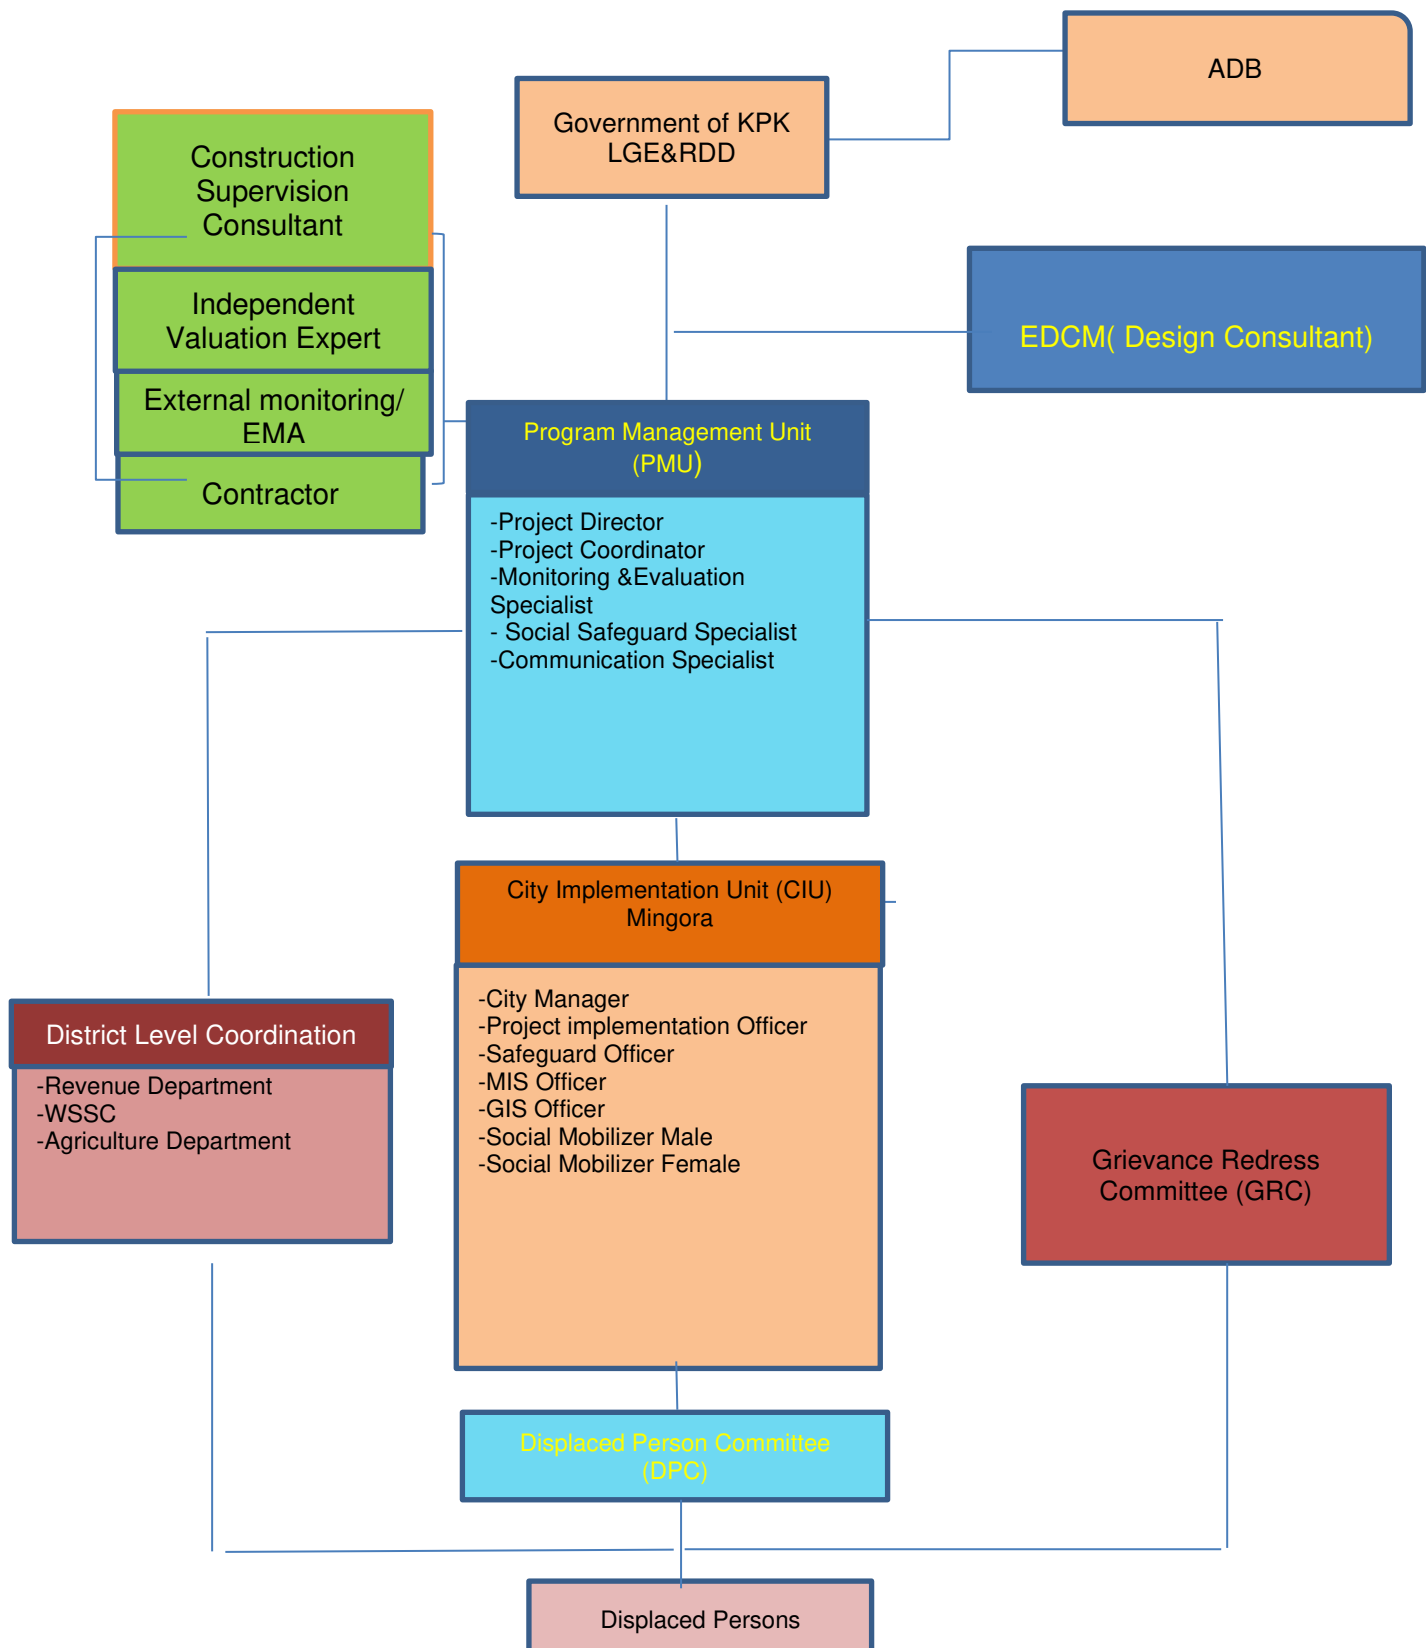 ADB
Government of KPK
LGE&RDD
Construction
Supervision
Consultant
Independent
Valuation Expert
External monitoring/
EMA
Contractor
EDCM( Design Consultant)
Program Management Unit
(PMU)
-Project Director
-Project Coordinator
-Monitoring &Evaluation
Specialist
- Social Safeguard Specialist
-Communication Specialist
City Implementation Unit (CIU)
Mingora
-City Manager
-Project implementation Officer
-Safeguard Officer
-MIS Officer
-GIS Officer
-Social Mobilizer Male
-Social Mobilizer Female
District Level Coordination
-Revenue Department
-WSSC
-Agriculture Department
Grievance Redress
Committee (GRC)
Displaced Person Committee
(DPC)
Displaced Persons